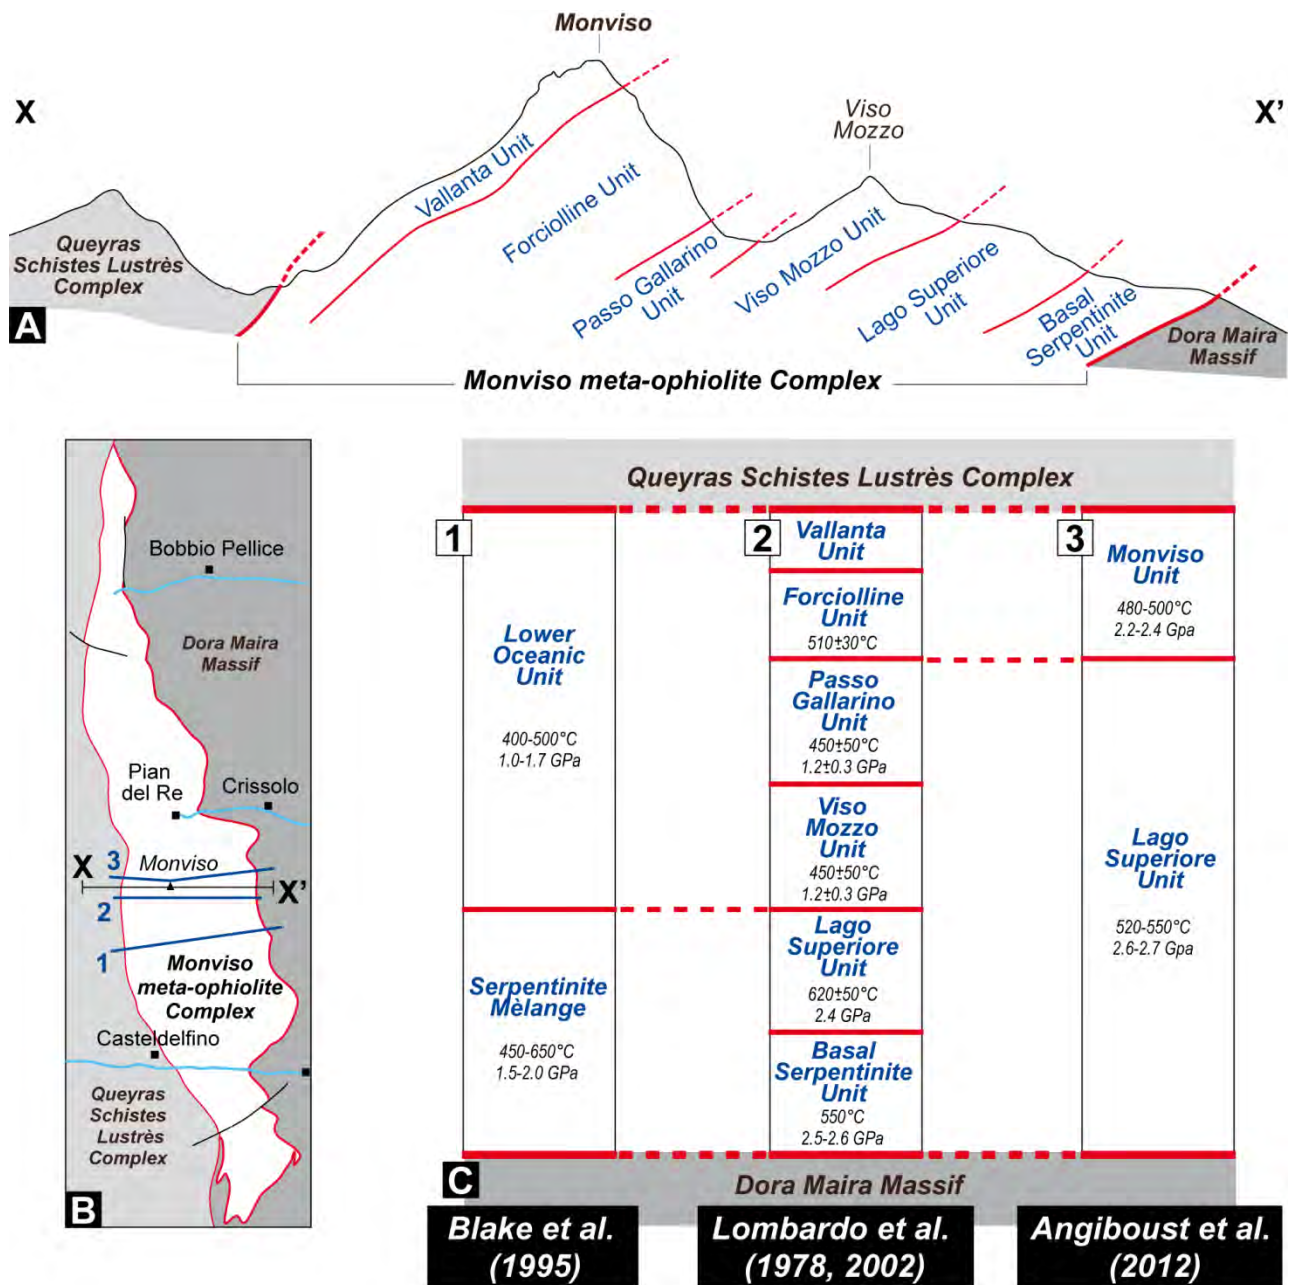 Monviso
X
X'
Viso
Mozzo
Vallanta Unit
Forciolline Unit
Passo Gallarino
Unit
Viso Mozzo Unit
Lago Superiore
Unit
Basal
Serpentinite
Unit
Queyras
Schistes Lustrès
Complex
Dora Maira
Massif
A
Monviso meta-ophiolite Complex
Bobbio Pellice
Dora Maira
Massif
Pian
del Re
Crissolo
X
3
Monviso
X'
2
1
Monviso
meta-ophiolite
Complex
Casteldelfino
Queyras
Schistes
Lustrès
Complex
B
Queyras Schistes Lustrès Complex
1
Lower
Oceanic
Unit
400-500°C
1.0-1.7 GPa
Serpentinite
Mèlange
450-650°C
1.5-2.0 GPa
2
Vallanta
Unit
Forciolline
Unit
510±30°C
Passo
Gallarino
Unit
450±50°C
1.2±0.3 GPa
Viso
Mozzo
Unit
450±50°C
1.2±0.3 GPa
Lago
Superiore
Unit
620±50°C
2.4 GPa
Basal
Serpentinite
Unit
550°C
2.5-2.6 GPa
3
Monviso
Unit
480-500°C
2.2-2.4 Gpa
Lago
Superiore
Unit
520-550°C
2.6-2.7 Gpa
C
Dora Maira Massif
Blake et al.
(1995)
Lombardo et al.
(1978, 2002)
Angiboust et al.
(2012)